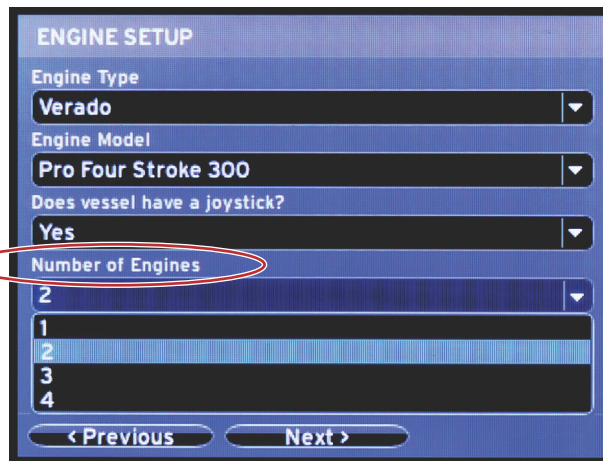 ENGINE SETUP
Engine Type
Verado
Engine Model
Pro Four Stroke 300
Does vessel have a joystick?
Yes
Number of Engines
2
1
2
3
4
< Previous Next >